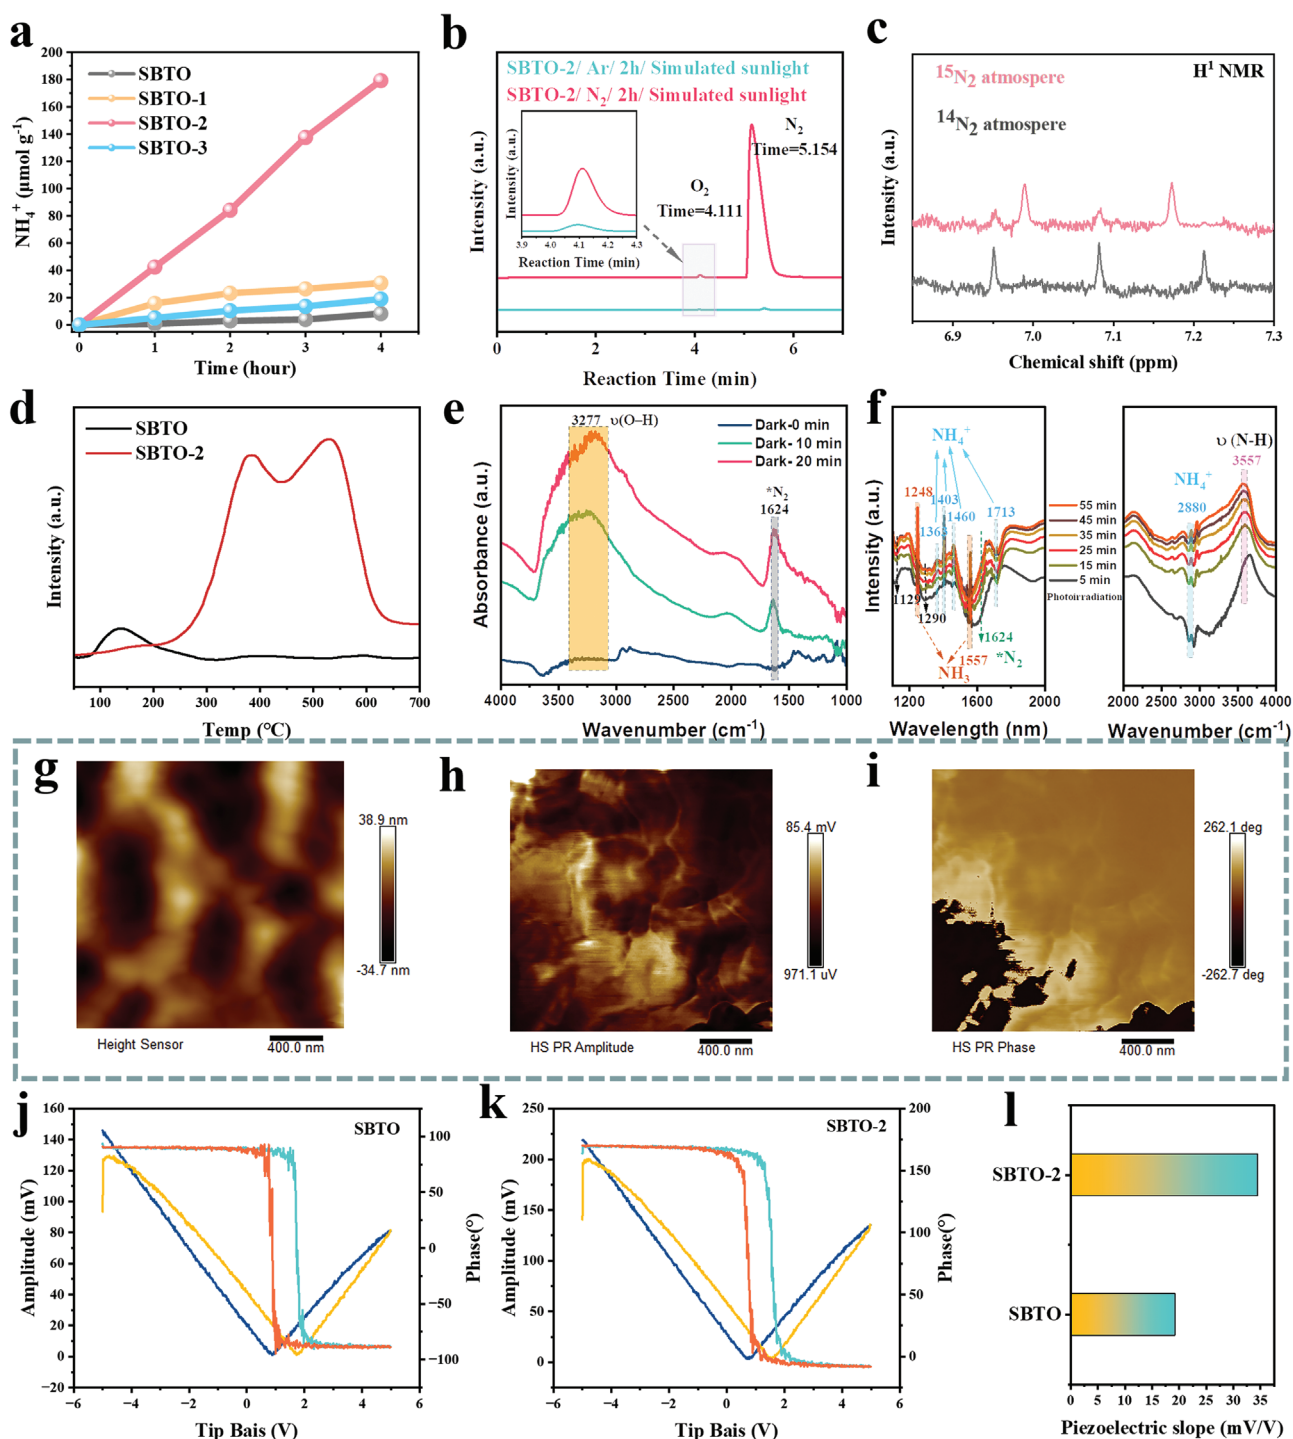 a
200
180
160
140
120
100
80
60
40
20
0
NH₄⁺ (μmol g⁻¹)
SBTO
SBTO-1
SBTO-2
SBTO-3
0 1 2 3 4
Time (hour)
b
SBTO-2/ Ar/ 2h/ Simulated sunlight
SBTO-2/ N₂/ 2h/ Simulated sunlight
Intensity (a.u.)
Intensity (a.u.)
3.9 4.0 4.1 4.2 4.3
Reaction Time (min)
N₂
Time=5.154
O₂
Time=4.111
0 2 4 6
Reaction Time (min)
c
¹⁵N₂ atmospere
¹⁴N₂ atmospere
H¹ NMR
Intensity (a.u.)
6.9 7.0 7.1 7.2 7.3
Chemical shift (ppm)
d
SBTO
SBTO-2
Intensity (a.u.)
100 200 300 400 500 600 700
Temp (°C)
e
3277 υ(O–H)
Dark-0 min
Dark- 10 min
Dark- 20 min
*N₂
1624
Absorbance (a.u.)
4000 3500 3000 2500 2000 1500 1000
Wavenumber (cm⁻¹)
f
NH₄⁺
1248
1403
1368
1460
1713
1129
1290
1624
1557
*N₂
NH₃
Intensity (a.u.)
1200 1400 1600 1800 2000
Wavelength (nm)
55 min
45 min
35 min
25 min
15 min
5 min
Photoirradiation
υ (N-H)
3557
NH₄⁺
2880
2000 2500 3000 3500 4000
Wavenumber (cm⁻¹)
g
38.9 nm
-34.7 nm
Height Sensor
400.0 nm
h
85.4 mV
971.1 uV
HS PR Amplitude
400.0 nm
i
262.1 deg
-262.7 deg
HS PR Phase
400.0 nm
j
SBTO
160
140
120
100
80
60
40
20
0
−20
Amplitude (mV)
100
50
0
−50
−100
Phase(°)
−6 −4 −2 0 2 4 6
Tip Bais (V)
k
SBTO-2
250
200
150
100
50
0
Amplitude (mV)
200
150
100
50
0
Phase(°)
−6 −4 −2 0 2 4 6
Tip Bais (V)
l
SBTO-2
SBTO
0 5 10 15 20 25 30 35
Piezoelectric slope (mV/V)